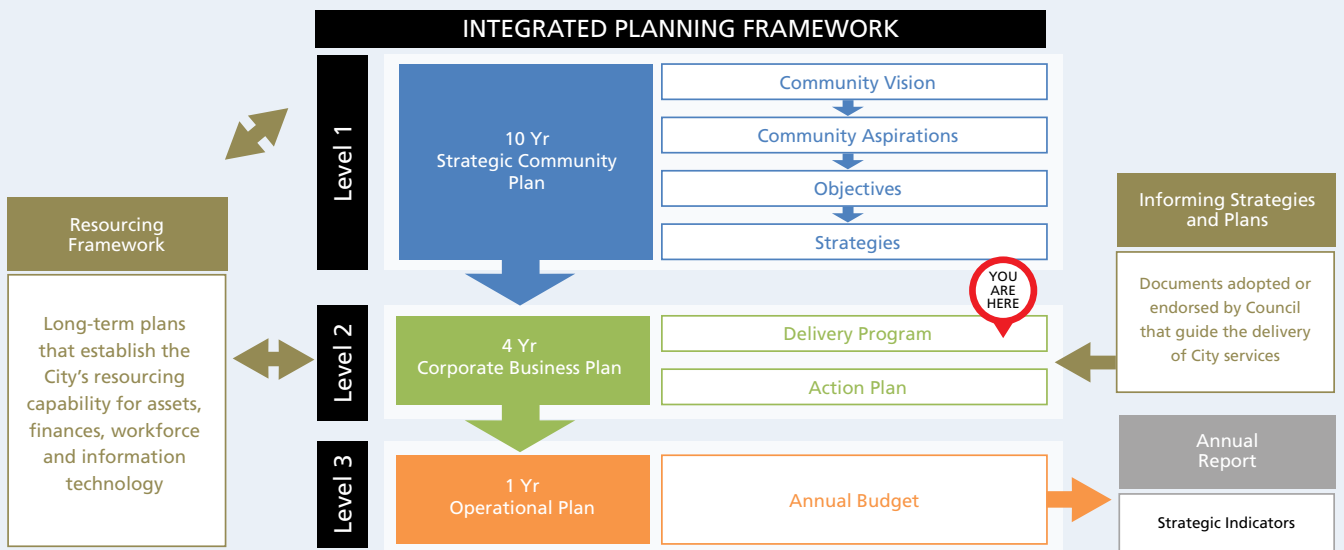 INTEGRATED PLANNING FRAMEWORK
Level 1
10 Yr
Strategic Community
Plan
Community Vision
Community Aspirations
Objectives
Strategies
Resourcing
Framework
Long-term plans
that establish the
City's resourcing
capability for assets,
finances, workforce
and information
technology
Informing Strategies
and Plans
Documents adopted or
endorsed by Council
that guide the delivery
of City services
YOU
ARE
HERE
Level 2
4 Yr
Corporate Business Plan
Delivery Program
Action Plan
Level 3
1 Yr
Operational Plan
Annual Budget
Annual
Report
Strategic Indicators